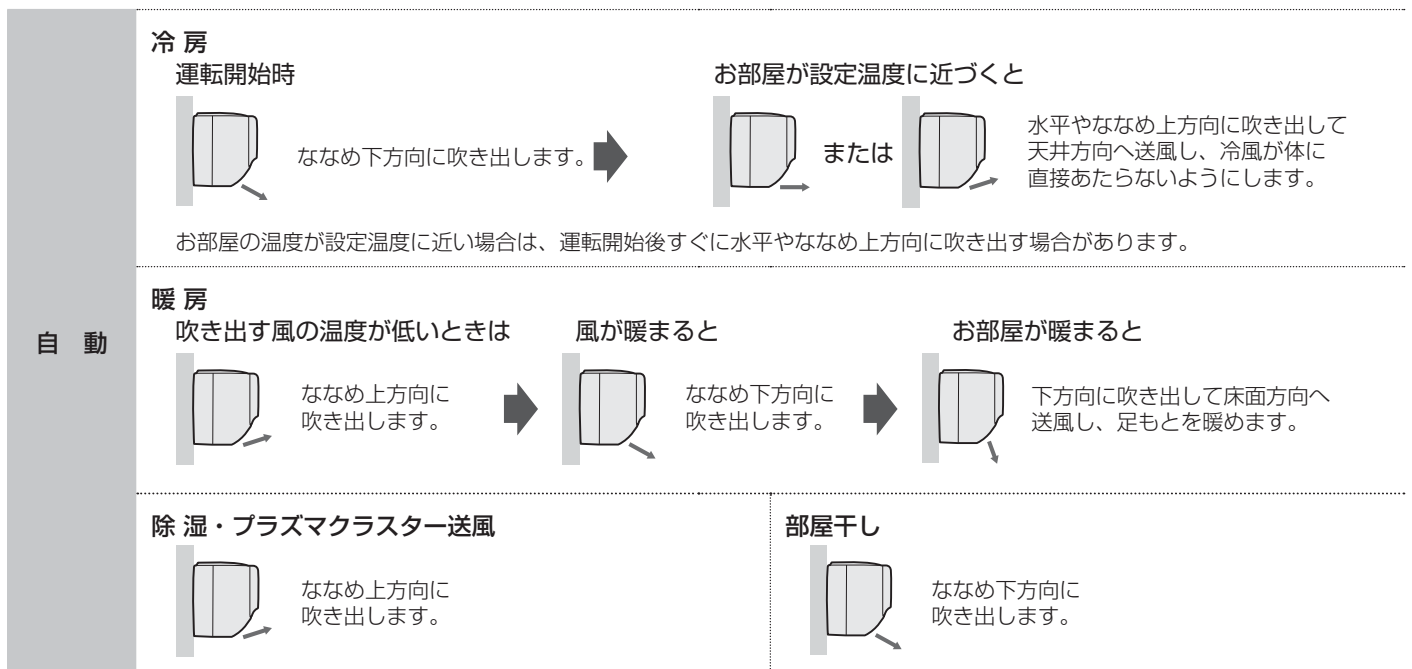 自 動
冷 房
運転開始時
ななめ下方向に吹き出します。
お部屋が設定温度に近づくと
または
水平やななめ上方向に吹き出して
天井方向へ送風し、冷風が体に
直接あたらないようにします。
お部屋の温度が設定温度に近い場合は、運転開始後すぐに水平やななめ上方向に吹き出す場合があります。
暖 房
吹き出す風の温度が低いときは
ななめ上方向に
吹き出します。
風が暖まると
ななめ下方向に
吹き出します。
お部屋が暖まると
下方向に吹き出して床面方向へ
送風し、足もとを暖めます。
除 湿・プラズマクラスター送風
ななめ上方向に
吹き出します。
部屋干し
ななめ下方向に
吹き出します。